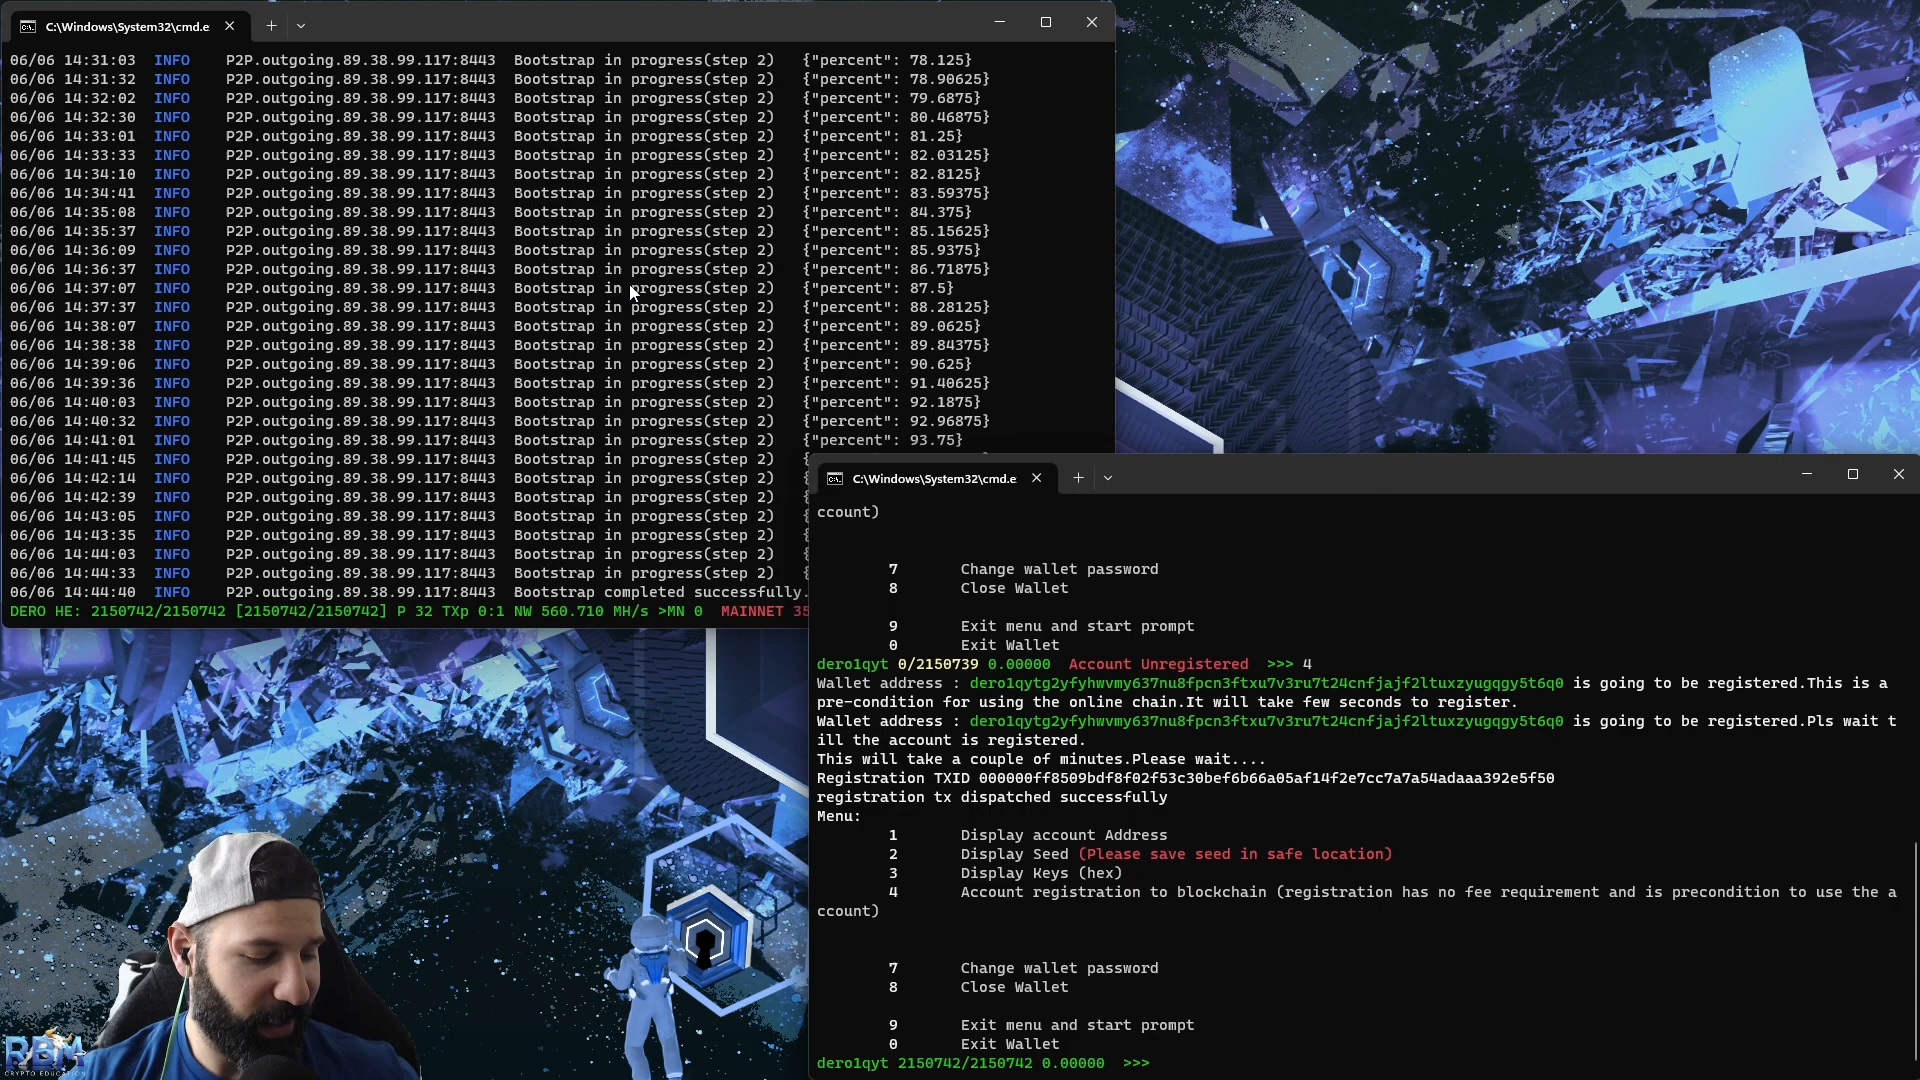 C:\Windows\System32\cmd.e
06/06 14:31:03 INFO P2P.outgoing.89.38.99.117:8443 Bootstrap in progress(step 2) {"percent": 78.125}
06/06 14:31:32 INFO P2P.outgoing.89.38.99.117:8443 Bootstrap in progress(step 2) {"percent": 78.90625}
06/06 14:32:02 INFO P2P.outgoing.89.38.99.117:8443 Bootstrap in progress(step 2) {"percent": 79.6875}
06/06 14:32:30 INFO P2P.outgoing.89.38.99.117:8443 Bootstrap in progress(step 2) {"percent": 80.46875}
06/06 14:33:01 INFO P2P.outgoing.89.38.99.117:8443 Bootstrap in progress(step 2) {"percent": 81.25}
06/06 14:33:33 INFO P2P.outgoing.89.38.99.117:8443 Bootstrap in progress(step 2) {"percent": 82.03125}
06/06 14:34:10 INFO P2P.outgoing.89.38.99.117:8443 Bootstrap in progress(step 2) {"percent": 82.8125}
06/06 14:34:41 INFO P2P.outgoing.89.38.99.117:8443 Bootstrap in progress(step 2) {"percent": 83.59375}
06/06 14:35:08 INFO P2P.outgoing.89.38.99.117:8443 Bootstrap in progress(step 2) {"percent": 84.375}
06/06 14:35:37 INFO P2P.outgoing.89.38.99.117:8443 Bootstrap in progress(step 2) {"percent": 85.15625}
06/06 14:36:09 INFO P2P.outgoing.89.38.99.117:8443 Bootstrap in progress(step 2) {"percent": 85.9375}
06/06 14:36:37 INFO P2P.outgoing.89.38.99.117:8443 Bootstrap in progress(step 2) {"percent": 86.71875}
06/06 14:37:07 INFO P2P.outgoing.89.38.99.117:8443 Bootstrap in progress(step 2) {"percent": 87.5}
06/06 14:37:37 INFO P2P.outgoing.89.38.99.117:8443 Bootstrap in progress(step 2) {"percent": 88.28125}
06/06 14:38:07 INFO P2P.outgoing.89.38.99.117:8443 Bootstrap in progress(step 2) {"percent": 89.0625}
06/06 14:38:38 INFO P2P.outgoing.89.38.99.117:8443 Bootstrap in progress(step 2) {"percent": 89.84375}
06/06 14:39:06 INFO P2P.outgoing.89.38.99.117:8443 Bootstrap in progress(step 2) {"percent": 90.625}
06/06 14:39:36 INFO P2P.outgoing.89.38.99.117:8443 Bootstrap in progress(step 2) {"percent": 91.40625}
06/06 14:40:03 INFO P2P.outgoing.89.38.99.117:8443 Bootstrap in progress(step 2) {"percent": 92.1875}
06/06 14:40:32 INFO P2P.outgoing.89.38.99.117:8443 Bootstrap in progress(step 2) {"percent": 92.96875}
06/06 14:41:01 INFO P2P.outgoing.89.38.99.117:8443 Bootstrap in progress(step 2) {"percent": 93.75}
06/06 14:41:45 INFO P2P.outgoing.89.38.99.117:8443 Bootstrap in progress(step 2) {
06/06 14:42:14 INFO P2P.outgoing.89.38.99.117:8443 Bootstrap in progress(step 2) {
06/06 14:42:39 INFO P2P.outgoing.89.38.99.117:8443 Bootstrap in progress(step 2) {
06/06 14:43:05 INFO P2P.outgoing.89.38.99.117:8443 Bootstrap in progress(step 2) {
06/06 14:43:35 INFO P2P.outgoing.89.38.99.117:8443 Bootstrap in progress(step 2) {
06/06 14:44:03 INFO P2P.outgoing.89.38.99.117:8443 Bootstrap in progress(step 2) {
06/06 14:44:33 INFO P2P.outgoing.89.38.99.117:8443 Bootstrap in progress(step 2) {
06/06 14:44:40 INFO P2P.outgoing.89.38.99.117:8443 Bootstrap completed successfully.
DERO HE: 2150742/2150742 [2150742/2150742] P 32 TXp 0:1 NW 560.710 MH/s >MN 0 MAINNET 35
C:\Windows\System32\cmd.e
ccount)
7 Change wallet password
8 Close Wallet
9 Exit menu and start prompt
0 Exit Wallet
dero1qyt 0/2150739 0.00000 Account Unregistered >>> 4
Wallet address : dero1qytg2yfyhwvmy637nu8fpcn3ftxu7v3ru7t24cnfjajf2ltuxzyugqgy5t6q0 is going to be registered.This is a
pre-condition for using the online chain.It will take few seconds to register.
Wallet address : dero1qytg2yfyhwvmy637nu8fpcn3ftxu7v3ru7t24cnfjajf2ltuxzyugqgy5t6q0 is going to be registered.Pls wait t
ill the account is registered.
This will take a couple of minutes.Please wait....
Registration TXID 000000ff8509bdf8f02f53c30bef6b66a05af14f2e7cc7a7a54adaaa392e5f50
registration tx dispatched successfully
Menu:
1 Display account Address
2 Display Seed (Please save seed in safe location)
3 Display Keys (hex)
4 Account registration to blockchain (registration has no fee requirement and is precondition to use the a
ccount)
7 Change wallet password
8 Close Wallet
9 Exit menu and start prompt
0 Exit Wallet
dero1qyt 2150742/2150742 0.00000 >>>
RBM
CRYPTO EDUCATION